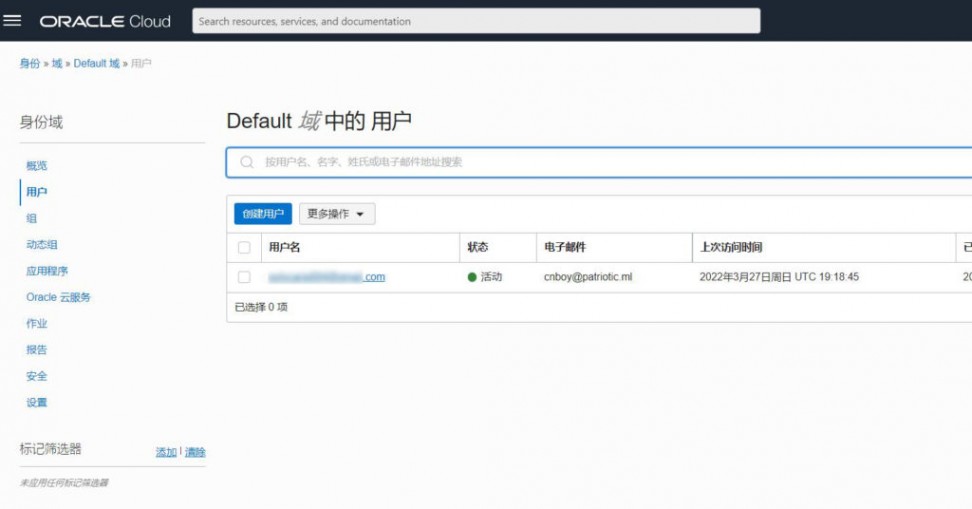 ORACLE Cloud
Search resources, services, and documentation
身份 » 域 » Default 域 » 用户
身份域
概览
用户
组
动态组
应用程序
Oracle 云服务
作业
报告
安全
设置
标记筛选器 添加 | 清除
未应用任何标记筛选器
Default 域 中的 用户
按用户名、名字、姓氏或电子邮件地址搜索
创建用户 更多操作
用户名 状态 电子邮件 上次访问时间
.com 活动 cnboy@patriotic.ml 2022年3月27日周日 UTC 19:18:45
已选择 0 项